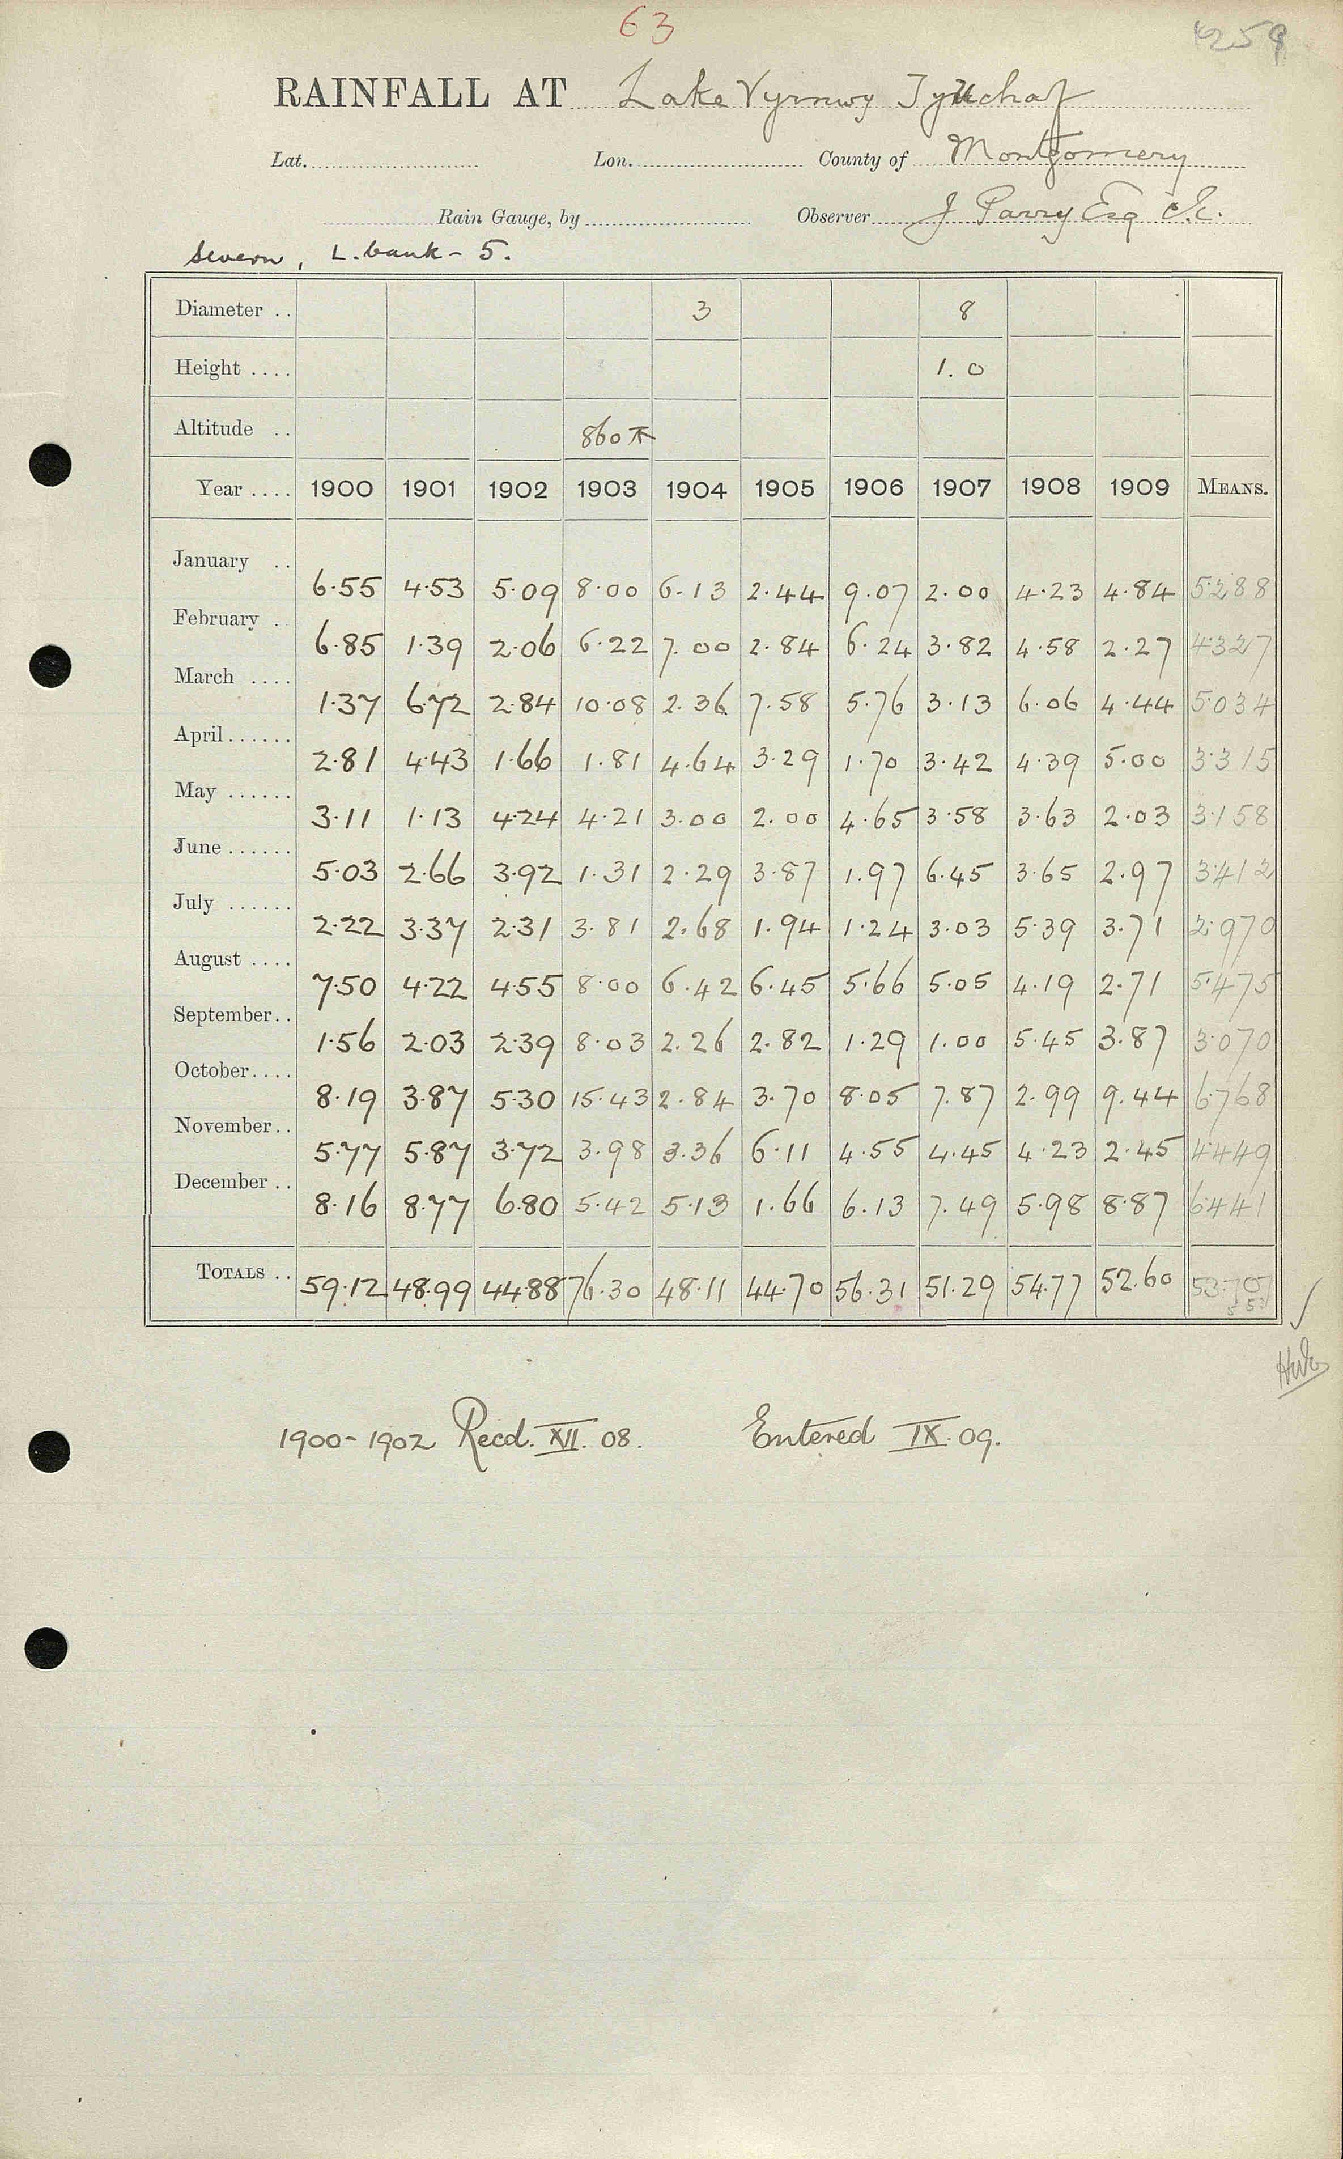 63
4259
RAINFALL AT Lake Vyrnwy Tynchaf
Lat. Lon. County of Montgomery
Rain Gauge, by Observer J Parry Esq C.E.
Severn, L. bank - 5.
Diameter .. 3 8
Height .... 1.0
Altitude .. 860
Year .... 1900 1901 1902 1903 1904 1905 1906 1907 1908 1909 MEANS.
January .. 6.55 4.53 5.09 8.00 6.13 2.44 9.07 2.00 4.23 4.84 5.288
February . 6.85 1.39 2.06 6.22 7.00 2.84 6.24 3.82 4.58 2.27 4.327
March .... 1.37 6.72 2.84 10.08 2.36 7.58 5.76 3.13 6.06 4.44 5.034
April...... 2.81 4.43 1.66 1.81 4.64 3.29 1.70 3.42 4.39 5.00 3.315
May ...... 3.11 1.13 4.24 4.21 3.00 2.00 4.65 3.58 3.63 2.03 3.158
June ...... 5.03 2.66 3.92 1.31 2.29 3.87 1.97 6.45 3.65 2.97 3.412
July ...... 2.22 3.37 2.31 3.81 2.68 1.94 1.24 3.03 5.39 3.71 2.970
August .... 7.50 4.22 4.55 8.00 6.42 6.45 5.66 5.05 4.19 2.71 5.475
September.. 1.56 2.03 2.39 8.03 2.26 2.82 1.29 1.00 5.45 3.87 3.070
October.... 8.19 3.87 5.30 15.43 2.84 3.70 8.05 7.87 2.99 9.44 6.768
November.. 5.77 5.87 3.72 3.98 3.36 6.11 4.55 4.45 4.23 2.45 4.449
December .. 8.16 8.77 6.80 5.42 5.13 1.66 6.13 7.49 5.98 8.87 6.441
TOTALS .. 59.12 48.99 44.88 76.30 48.11 44.70 56.31 51.29 54.77 52.60 53.707
1900-1902 Recd. XII. 08. Entered IX. 09.